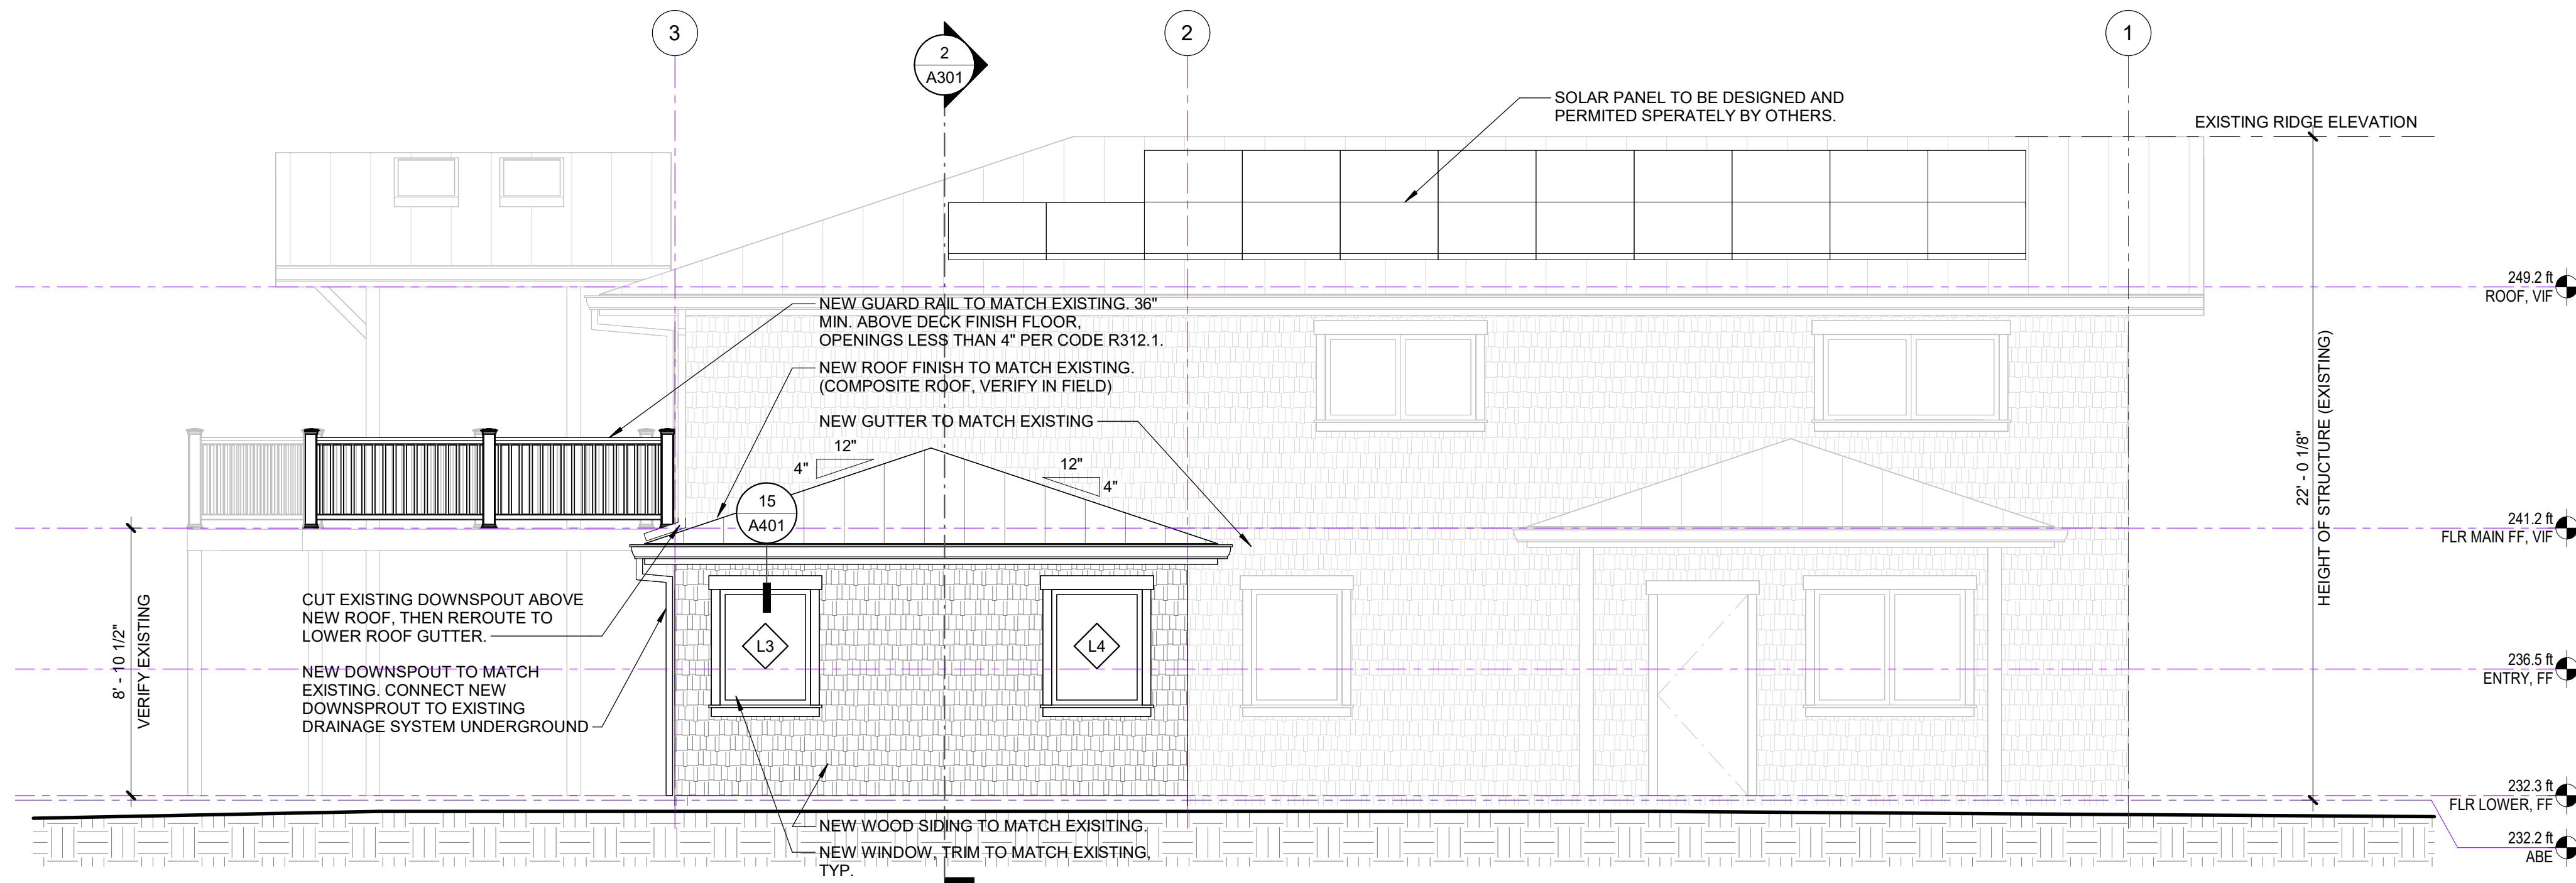 3
2
A301
2
1
SOLAR PANEL TO BE DESIGNED AND
PERMITED SPERATELY BY OTHERS.
EXISTING RIDGE ELEVATION
249.2 ft
ROOF, VIF
NEW GUARD RAIL TO MATCH EXISTING. 36"
MIN. ABOVE DECK FINISH FLOOR,
OPENINGS LESS THAN 4" PER CODE R312.1.
NEW ROOF FINISH TO MATCH EXISTING.
(COMPOSITE ROOF, VERIFY IN FIELD)
NEW GUTTER TO MATCH EXISTING
12"
4"
12"
4"
15
A401
22' - 0 1/8"
HEIGHT OF STRUCTURE (EXISTING)
241.2 ft
FLR MAIN FF, VIF
8' - 10 1/2"
VERIFY EXISTING
CUT EXISTING DOWNSPOUT ABOVE
NEW ROOF, THEN REROUTE TO
LOWER ROOF GUTTER.
L3
L4
NEW DOWNSPOUT TO MATCH
EXISTING. CONNECT NEW
DOWNSPROUT TO EXISTING
DRAINAGE SYSTEM UNDERGROUND
236.5 ft
ENTRY, FF
232.3 ft
FLR LOWER, FF
NEW WOOD SIDING TO MATCH EXISITING.
NEW WINDOW, TRIM TO MATCH EXISTING,
TYP.
232.2 ft
ABE